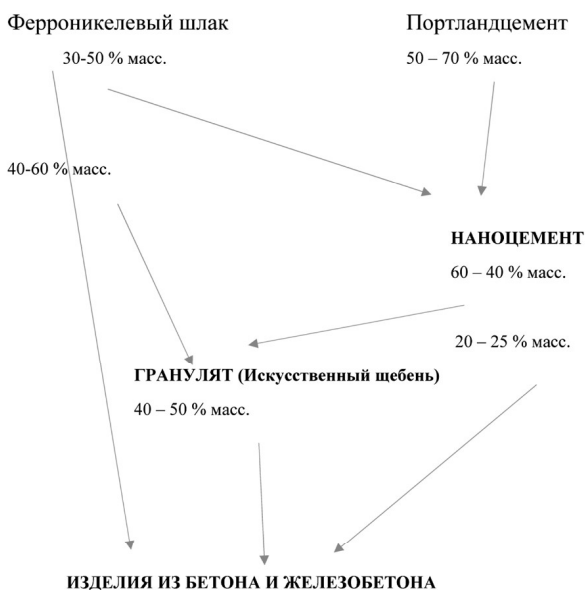 Ферроникелевый шлак
Портландцемент
30-50 % масс.
50 – 70 % масс.
40-60 % масс.
НАНОЦЕМЕНТ
60 – 40 % масс.
20 – 25 % масс.
ГРАНУЛЯТ (Искусственный щебень)
40 – 50 % масс.
ИЗДЕЛИЯ ИЗ БЕТОНА И ЖЕЛЕЗОБЕТОНА